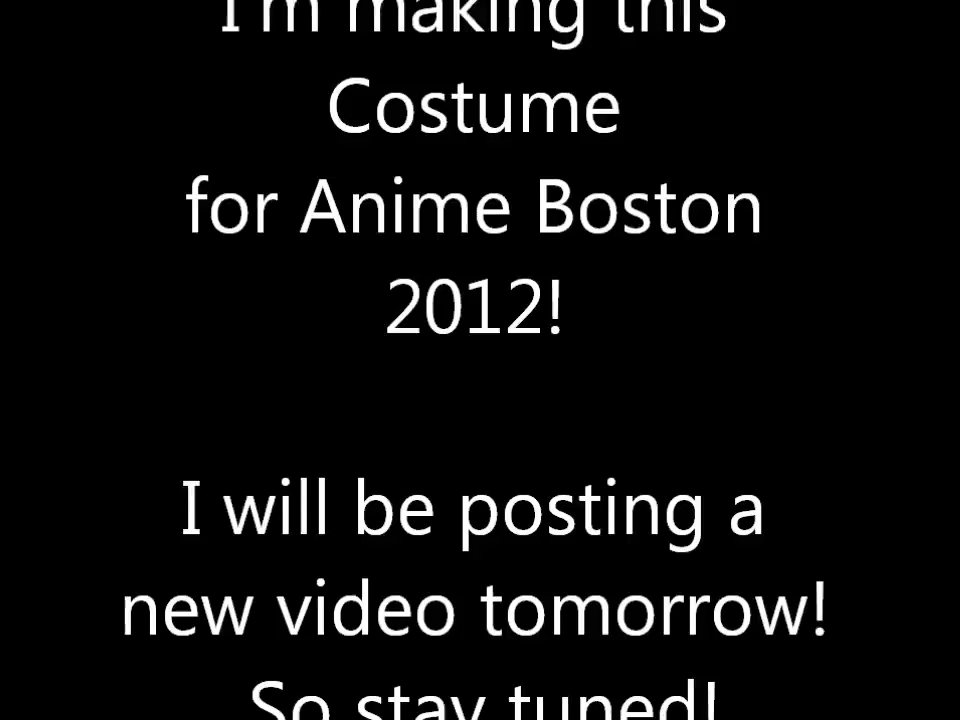 I'm making this
Costume
for Anime Boston
2012!
I will be posting a
new video tomorrow!
So stay tuned!